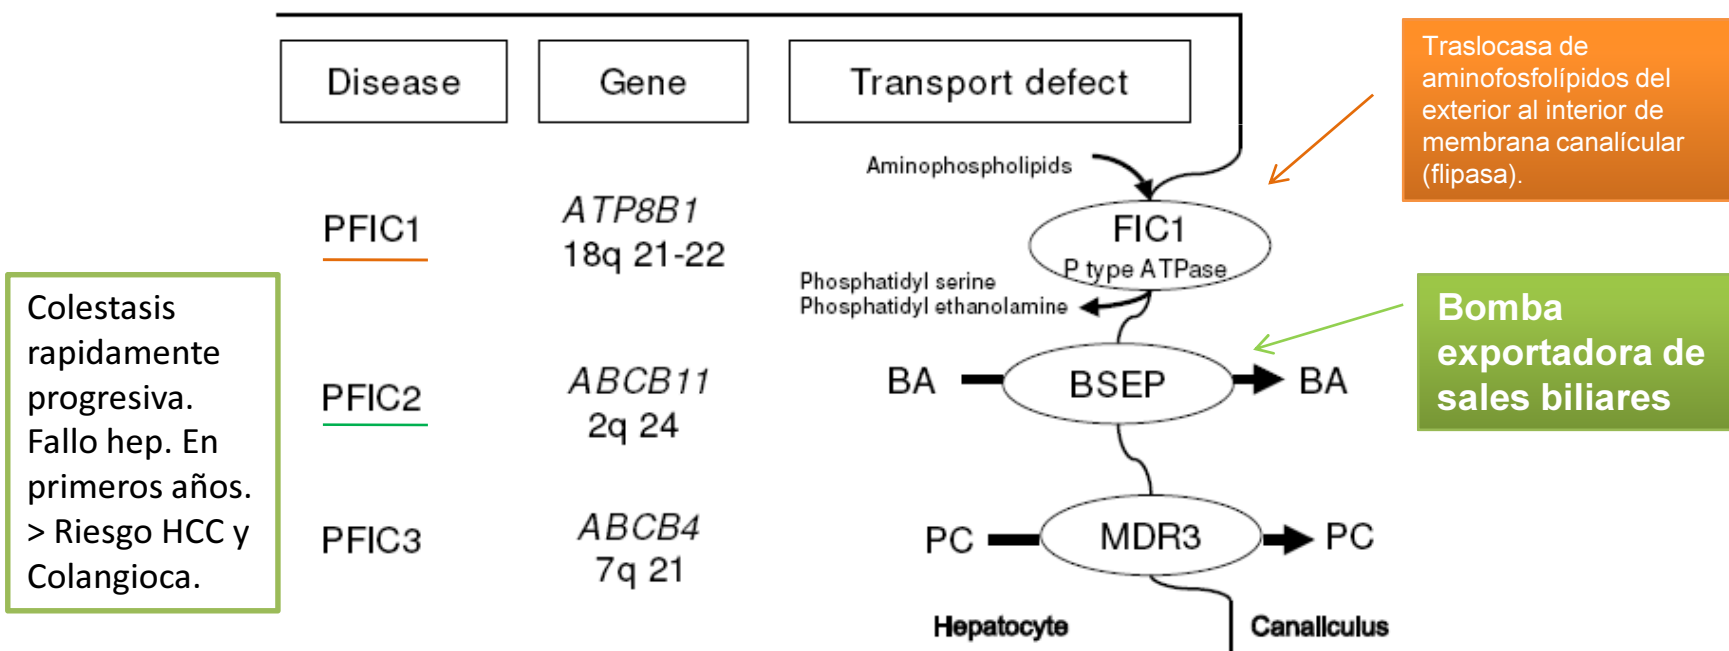 Disease
Gene
Transport defect
Traslocasa de
aminofosfolípidos del
exterior al interior de
membrana canalícular
(flipasa).
Aminophospholipids
PFIC1
ATP8B1
18q 21-22
FIC1
P type ATPase
Phosphatidyl serine
Phosphatidyl ethanolamine
Colestasis
rapidamente
progresiva.
Fallo hep. En
primeros años.
> Riesgo HCC y
Colangioca.
Bomba
exportadora de
sales biliares
PFIC2
ABCB11
2q 24
BA
BSEP
BA
PFIC3
ABCB4
7q 21
PC
MDR3
PC
Hepatocyte
Canaliculus